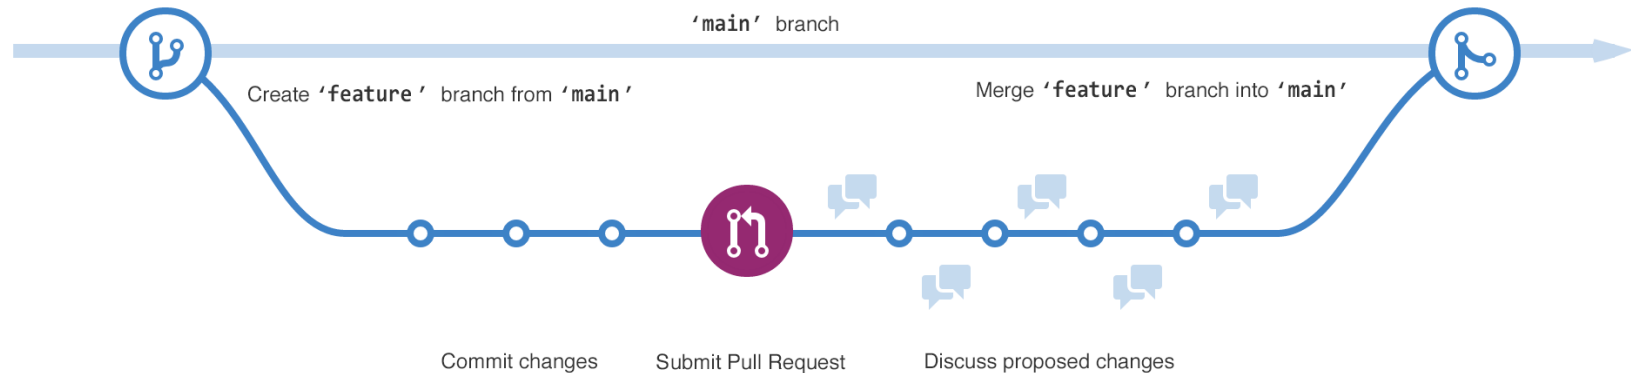 ‘main’ branch
Create ‘feature’ branch from ‘main’
Merge ‘feature’ branch into ‘main’
Commit changes
Submit Pull Request
Discuss proposed changes